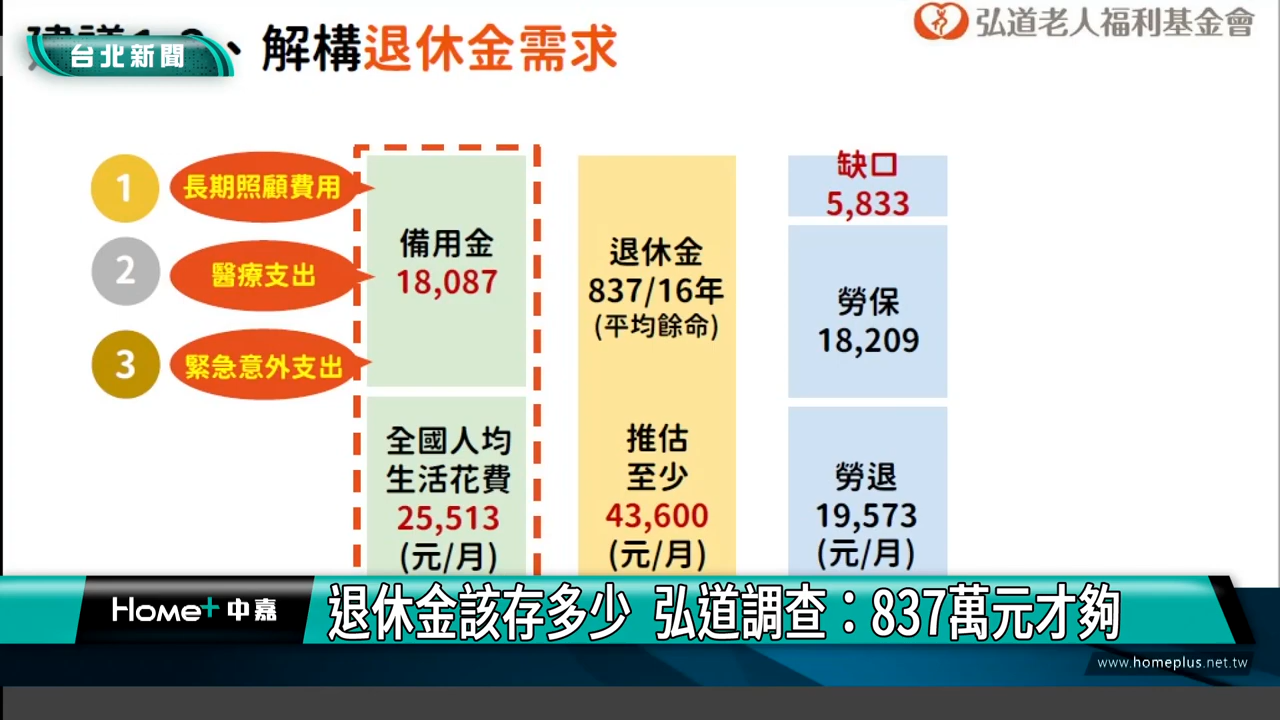 台北新聞
、解構退休金需求
弘道老人福利基金會
1
長期照顧費用
2
醫療支出
3
緊急意外支出
備用金
18,087
全國人均
生活花費
25,513
(元/月)
退休金
837/16年
(平均餘命)
推估
至少
43,600
(元/月)
缺口
5,833
勞保
18,209
勞退
19,573
(元/月)
Home+中嘉
退休金該存多少 弘道調查：837萬元才夠
www.homeplus.net.tw